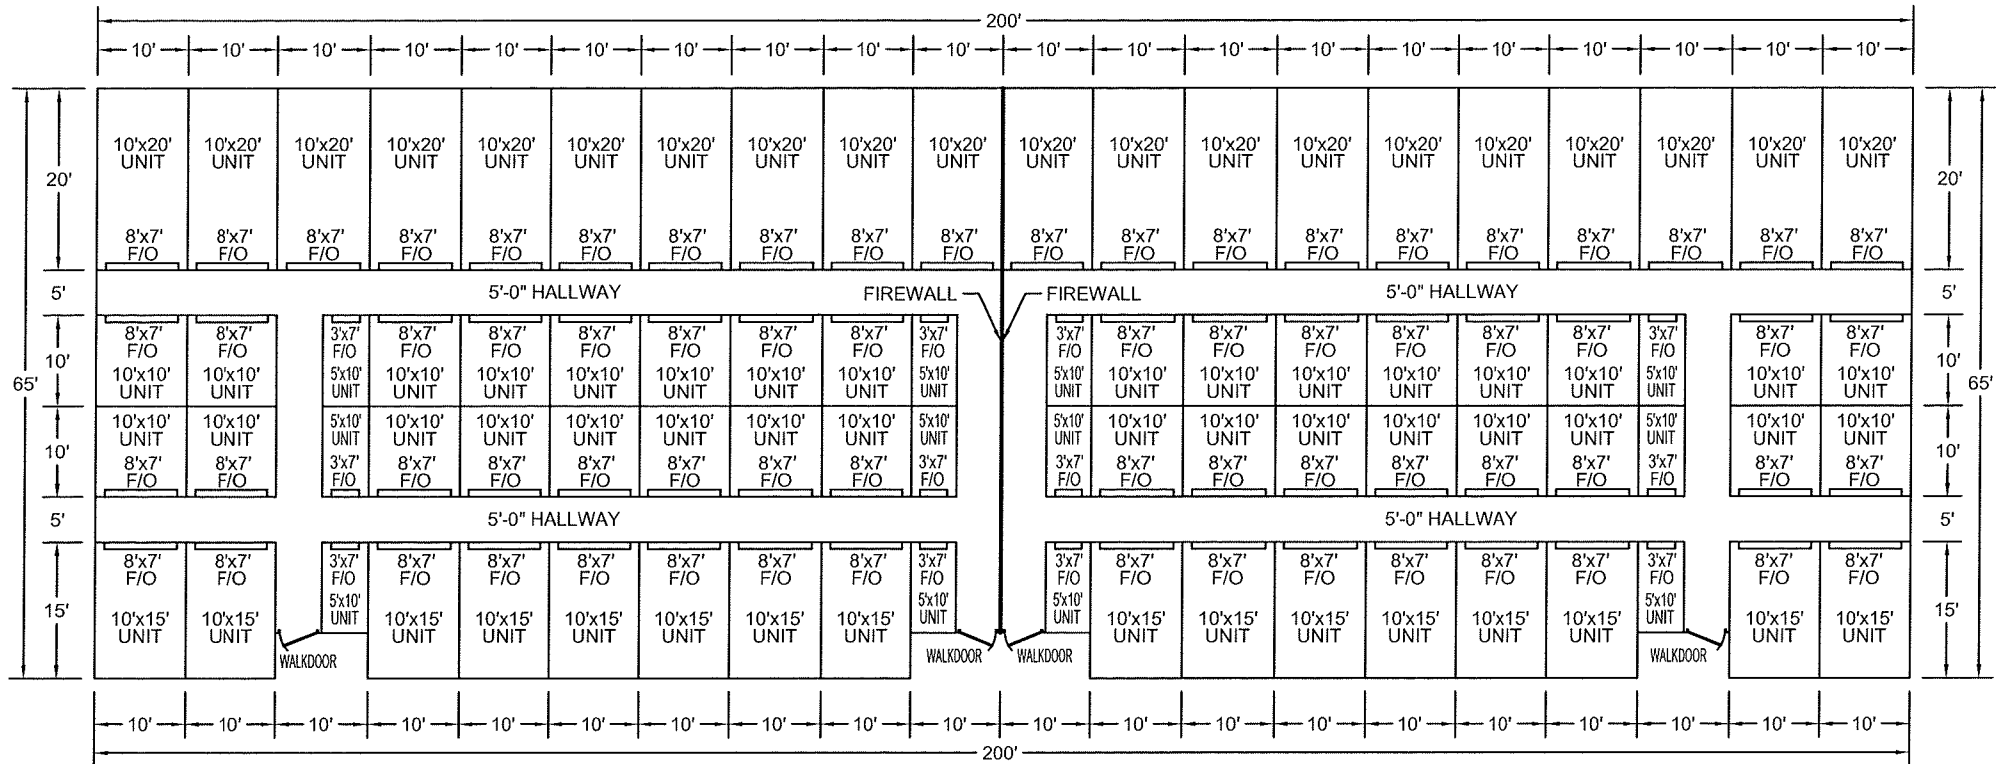 200'
10' 10' 10' 10' 10' 10' 10' 10' 10' 10' 10' 10' 10' 10' 10' 10' 10' 10' 10' 10'
10'x20' 10'x20' 10'x20' 10'x20' 10'x20' 10'x20' 10'x20' 10'x20' 10'x20' 10'x20' 10'x20' 10'x20' 10'x20' 10'x20' 10'x20' 10'x20' 10'x20' 10'x20' 10'x20' 10'x20'
UNIT UNIT UNIT UNIT UNIT UNIT UNIT UNIT UNIT UNIT UNIT UNIT UNIT UNIT UNIT UNIT UNIT UNIT UNIT UNIT
20' 20'
8'x7' 8'x7' 8'x7' 8'x7' 8'x7' 8'x7' 8'x7' 8'x7' 8'x7' 8'x7' 8'x7' 8'x7' 8'x7' 8'x7' 8'x7' 8'x7' 8'x7' 8'x7' 8'x7' 8'x7'
F/O F/O F/O F/O F/O F/O F/O F/O F/O F/O F/O F/O F/O F/O F/O F/O F/O F/O F/O F/O
5' 5'-0" HALLWAY FIREWALL FIREWALL 5'-0" HALLWAY 5'
8'x7' 8'x7' 3'x7' 8'x7' 8'x7' 8'x7' 8'x7' 8'x7' 8'x7' 3'x7' 3'x7' 8'x7' 8'x7' 8'x7' 8'x7' 8'x7' 8'x7' 3'x7' 8'x7' 8'x7'
F/O F/O F/O F/O F/O F/O F/O F/O F/O F/O F/O F/O F/O F/O F/O F/O F/O F/O F/O F/O
10' 10'
10'x10' 10'x10' 5'x10' 10'x10' 10'x10' 10'x10' 10'x10' 10'x10' 10'x10' 5'x10' 5'x10' 10'x10' 10'x10' 10'x10' 10'x10' 10'x10' 10'x10' 5'x10' 10'x10' 10'x10'
UNIT UNIT UNIT UNIT UNIT UNIT UNIT UNIT UNIT UNIT UNIT UNIT UNIT UNIT UNIT UNIT UNIT UNIT UNIT UNIT
65' 65'
10'x10' 10'x10' 5'x10' 10'x10' 10'x10' 10'x10' 10'x10' 10'x10' 10'x10' 5'x10' 5'x10' 10'x10' 10'x10' 10'x10' 10'x10' 10'x10' 10'x10' 5'x10' 10'x10' 10'x10'
UNIT UNIT UNIT UNIT UNIT UNIT UNIT UNIT UNIT UNIT UNIT UNIT UNIT UNIT UNIT UNIT UNIT UNIT UNIT UNIT
10' 10'
8'x7' 8'x7' 3'x7' 8'x7' 8'x7' 8'x7' 8'x7' 8'x7' 8'x7' 3'x7' 3'x7' 8'x7' 8'x7' 8'x7' 8'x7' 8'x7' 8'x7' 3'x7' 8'x7' 8'x7'
F/O F/O F/O F/O F/O F/O F/O F/O F/O F/O F/O F/O F/O F/O F/O F/O F/O F/O F/O F/O
5' 5'-0" HALLWAY 5'-0" HALLWAY 5'
8'x7' 8'x7' 3'x7' 8'x7' 8'x7' 8'x7' 8'x7' 8'x7' 8'x7' 3'x7' 3'x7' 8'x7' 8'x7' 8'x7' 8'x7' 8'x7' 8'x7' 3'x7' 8'x7' 8'x7'
F/O F/O F/O F/O F/O F/O F/O F/O F/O F/O F/O F/O F/O F/O F/O F/O F/O F/O F/O F/O
15' 15'
10'x15' 10'x15' 5'x10' 10'x15' 10'x15' 10'x15' 10'x15' 10'x15' 10'x15' 5'x10' 5'x10' 10'x15' 10'x15' 10'x15' 10'x15' 10'x15' 10'x15' 5'x10' 10'x15' 10'x15'
UNIT UNIT UNIT UNIT UNIT UNIT UNIT UNIT UNIT UNIT UNIT UNIT UNIT UNIT UNIT UNIT UNIT UNIT UNIT UNIT
WALKDOOR WALKDOOR WALKDOOR WALKDOOR
10' 10' 10' 10' 10' 10' 10' 10' 10' 10' 10' 10' 10' 10' 10' 10' 10' 10' 10' 10'
200'